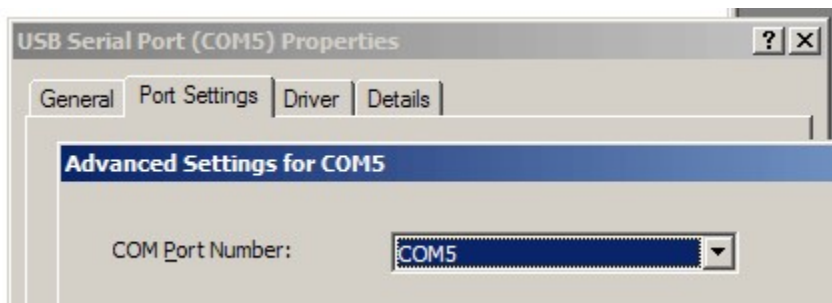 USB Serial Port (COM5) Properties
General Port Settings Driver Details
Advanced Settings for COM5
COM Port Number: COM5